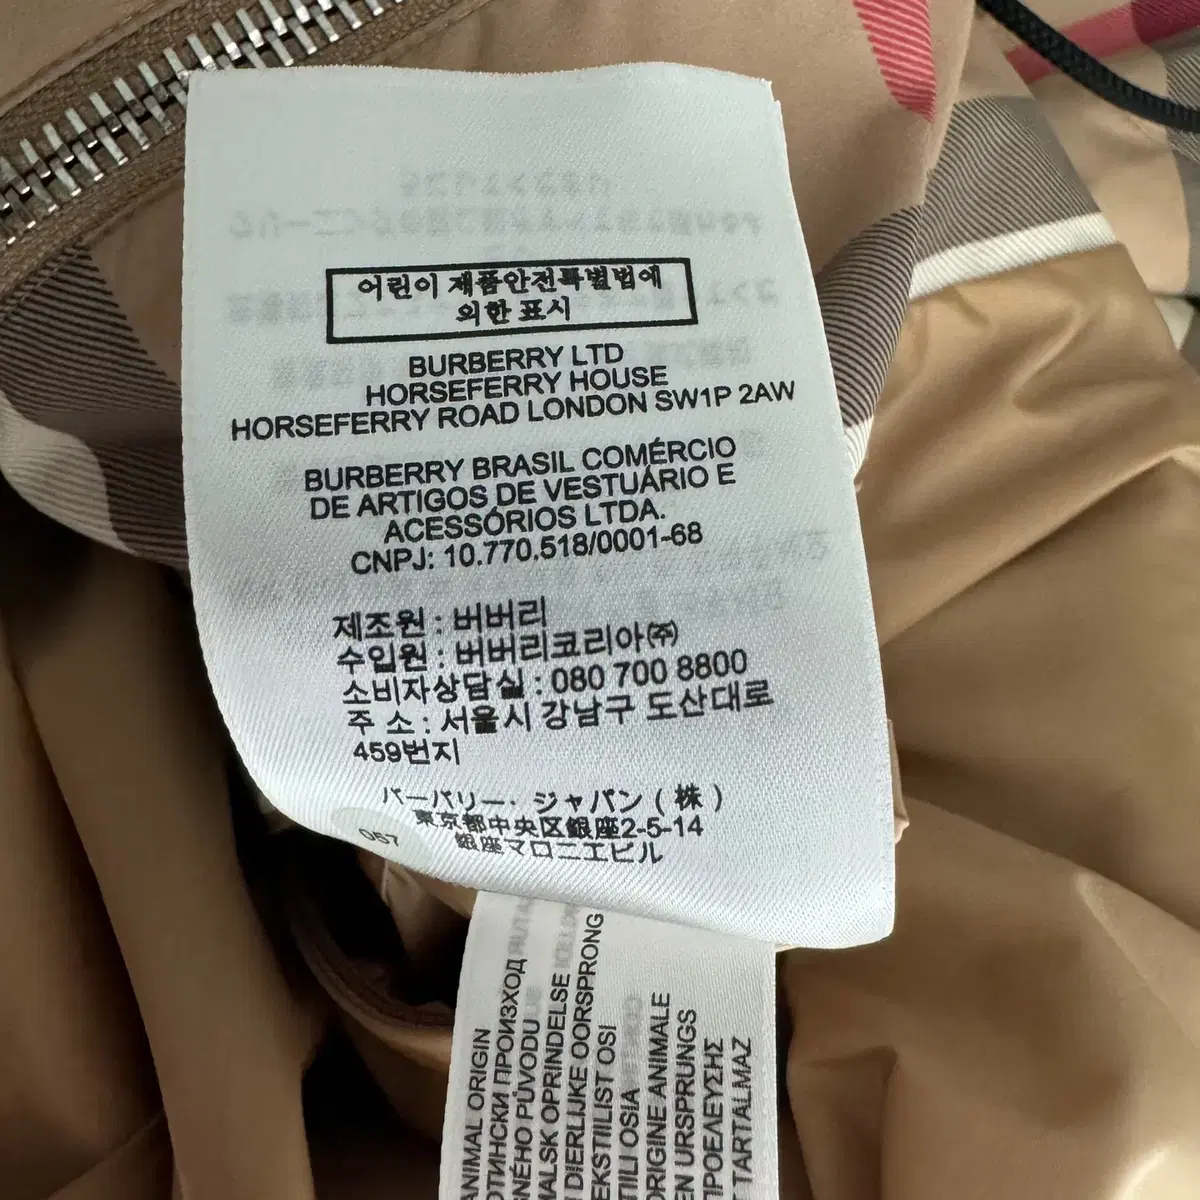 어린이 제품안전특별법에
의한 표시
BURBERRY LTD
HORSEFERRY HOUSE
HORSEFERRY ROAD LONDON SW1P 2AW
BURBERRY BRASIL COMÉRCIO
DE ARTIGOS DE VESTUÁRIO E
ACESSÓRIOS LTDA.
CNPJ: 10.770.518/0001-68
제조원 : 버버리
수입원 : 버버리코리아㈜
소비자상담실 : 080 700 8800
주 소 : 서울시 강남구 도산대로
459번지
バーバリー・ジャパン ( 株 )
東京都中央区銀座2-5-14
銀座マロニエビル
057
ANIMAL ORIGIN
ОТИНСКИ ПРОИЗХОД
SNÉHO PŮVODU
ALSK OPRINDELSE
DIERLIJKE OORSPRONG
EKSTIILIST OSI
TIILI OSIA
ORIGINE ANIMALE
EN URSPRUNGS
ΠΡΟΕΛΕΥΣΗΣ
TARTALMAZ